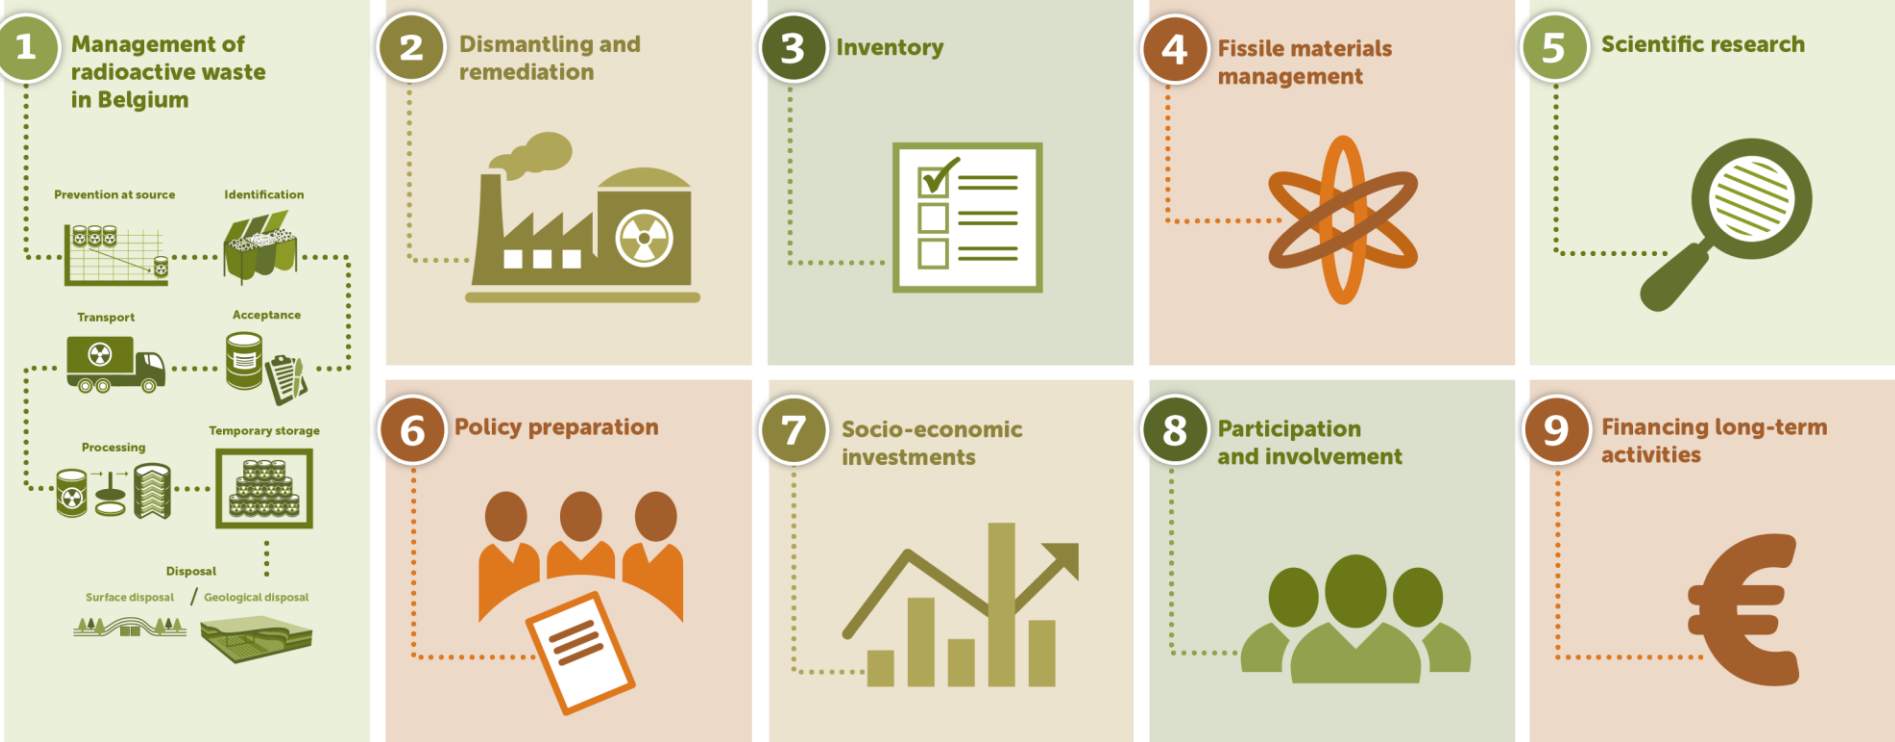 1
Management of
radioactive waste
in Belgium
Prevention at source
Identification
Transport
Acceptance
Processing
Temporary storage
Disposal
Surface disposal / Geological disposal
2
Dismantling and
remediation
3
Inventory
4
Fissile materials
management
5
Scientific research
6
Policy preparation
7
Socio-economic
investments
8
Participation
and involvement
9
Financing long-term
activities
€